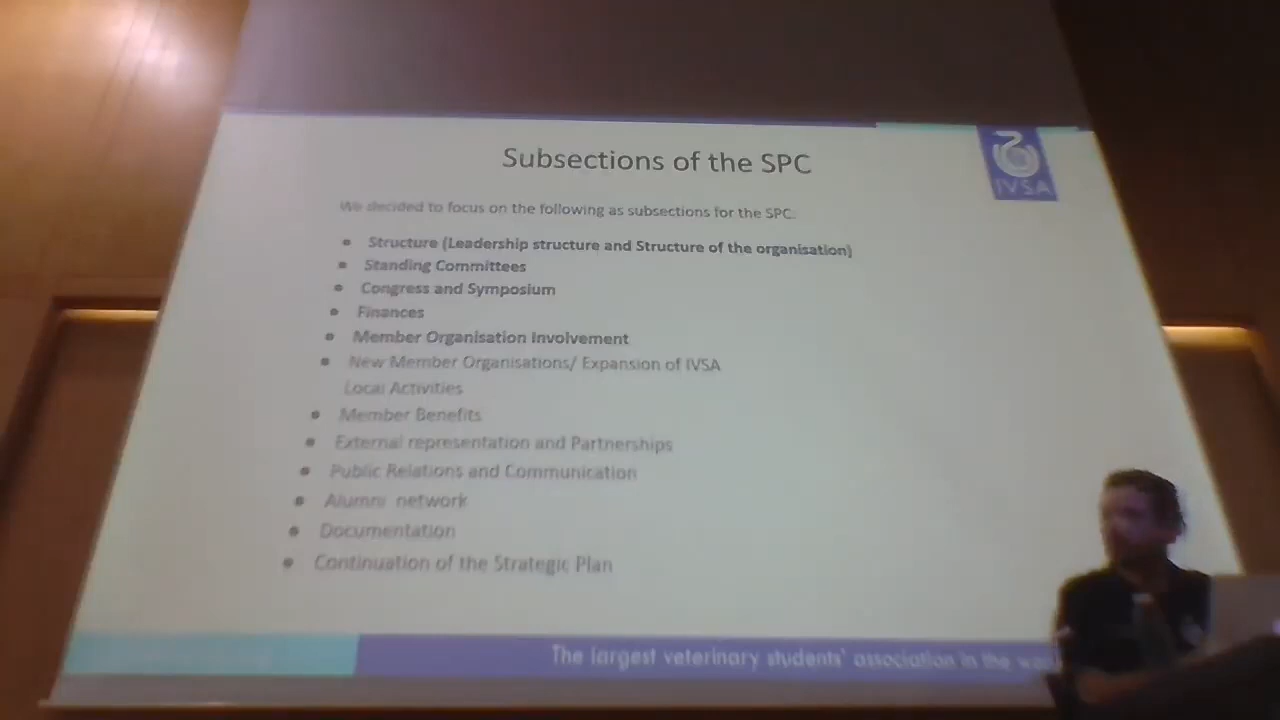 Subsections of the SPC
IVSA
We decided to focus on the following as subsections for the SPC.
• Structure (Leadership structure and Structure of the organisation)
• Standing Committees
• Congress and Symposium
• Finances
• Member Organisation Involvement
• New Member Organisations/ Expansion of IVSA
Local Activities
• Member Benefits
• External representation and Partnerships
• Public Relations and Communication
• Alumni network
• Documentation
• Continuation of the Strategic Plan
The largest veterinary students' association in the